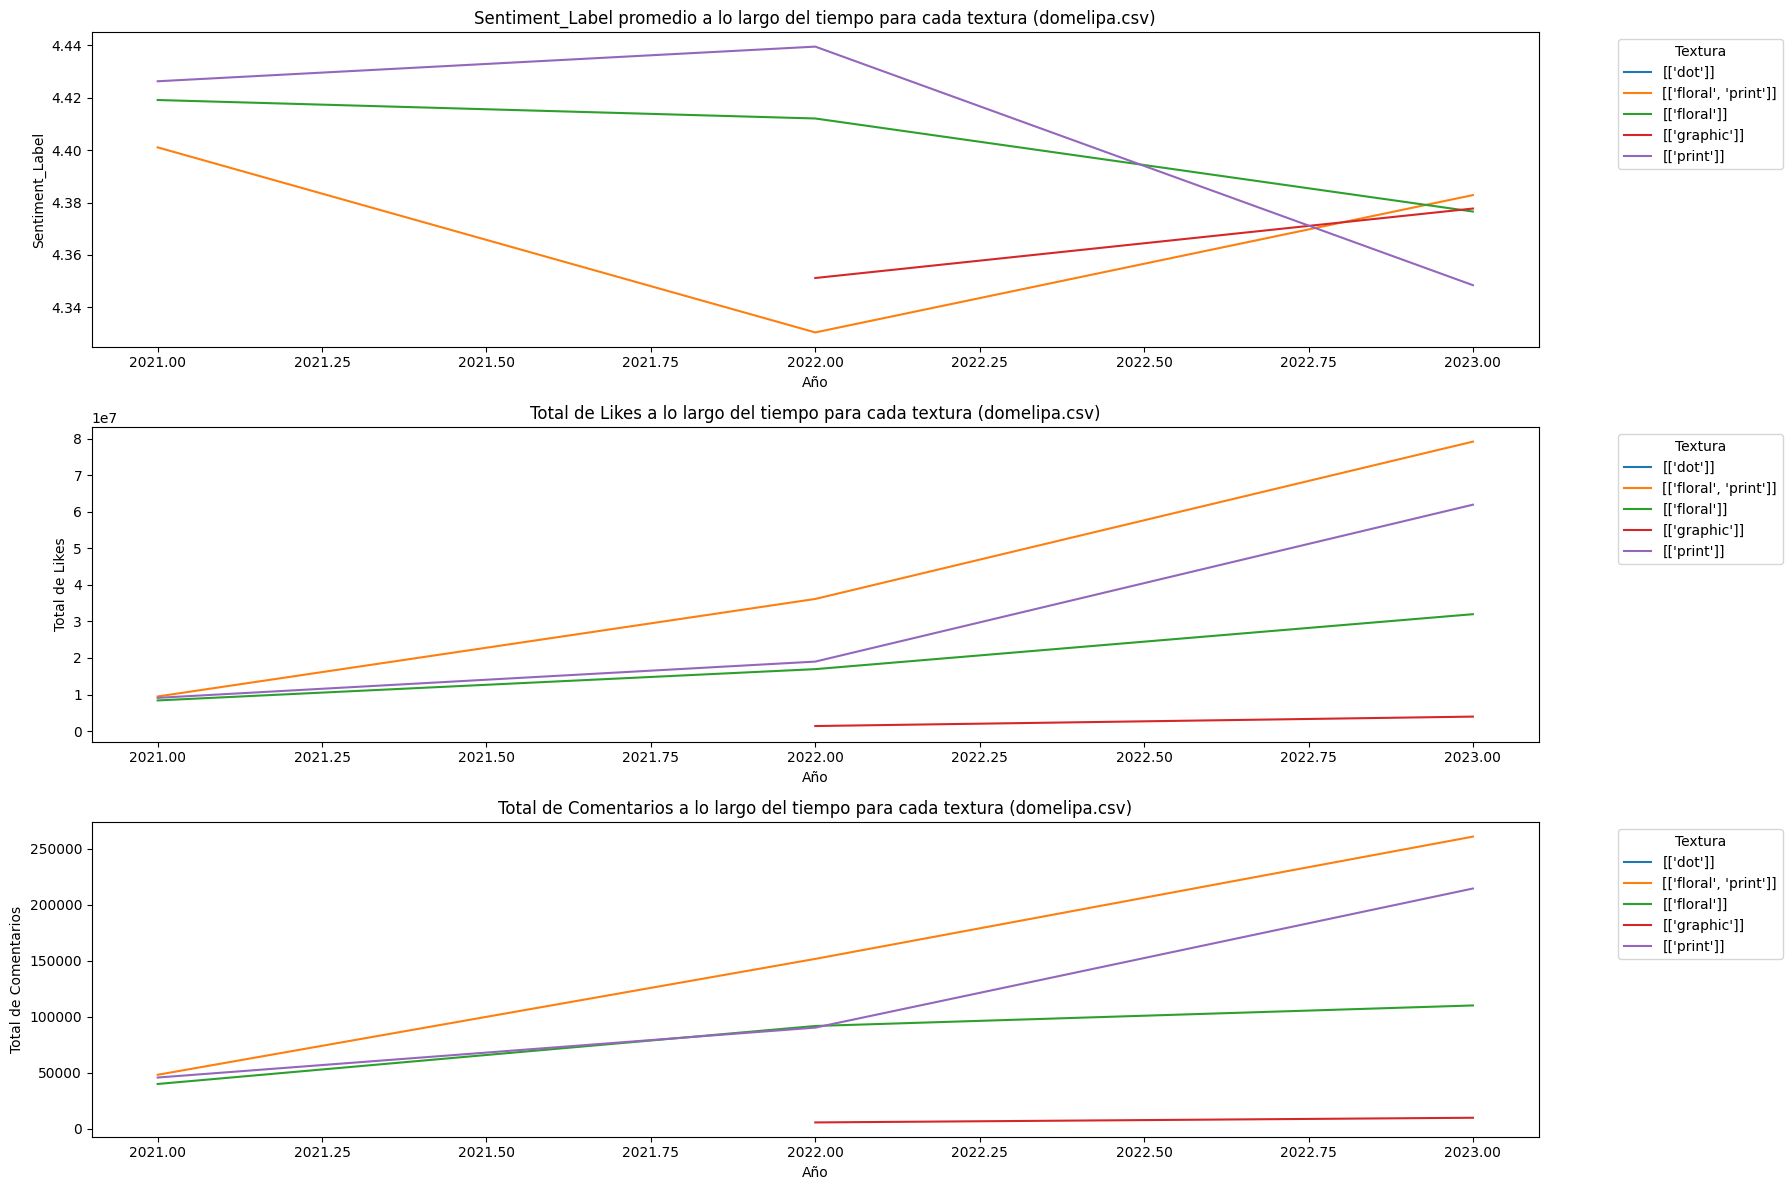 Sentiment_Label promedio a lo largo del tiempo para cada textura (domelipa.csv)
4.44
4.42
4.40
4.38
4.36
4.34
Sentiment_Label
2021.00 2021.25 2021.50 2021.75 2022.00 2022.25 2022.50 2022.75 2023.00
Año
Textura
[['dot']]
[['floral', 'print']]
[['floral']]
[['graphic']]
[['print']]
Total de Likes a lo largo del tiempo para cada textura (domelipa.csv)
1e7
8
7
6
5
4
3
2
1
0
Total de Likes
2021.00 2021.25 2021.50 2021.75 2022.00 2022.25 2022.50 2022.75 2023.00
Año
Textura
[['dot']]
[['floral', 'print']]
[['floral']]
[['graphic']]
[['print']]
Total de Comentarios a lo largo del tiempo para cada textura (domelipa.csv)
250000
200000
150000
100000
50000
0
Total de Comentarios
2021.00 2021.25 2021.50 2021.75 2022.00 2022.25 2022.50 2022.75 2023.00
Año
Textura
[['dot']]
[['floral', 'print']]
[['floral']]
[['graphic']]
[['print']]